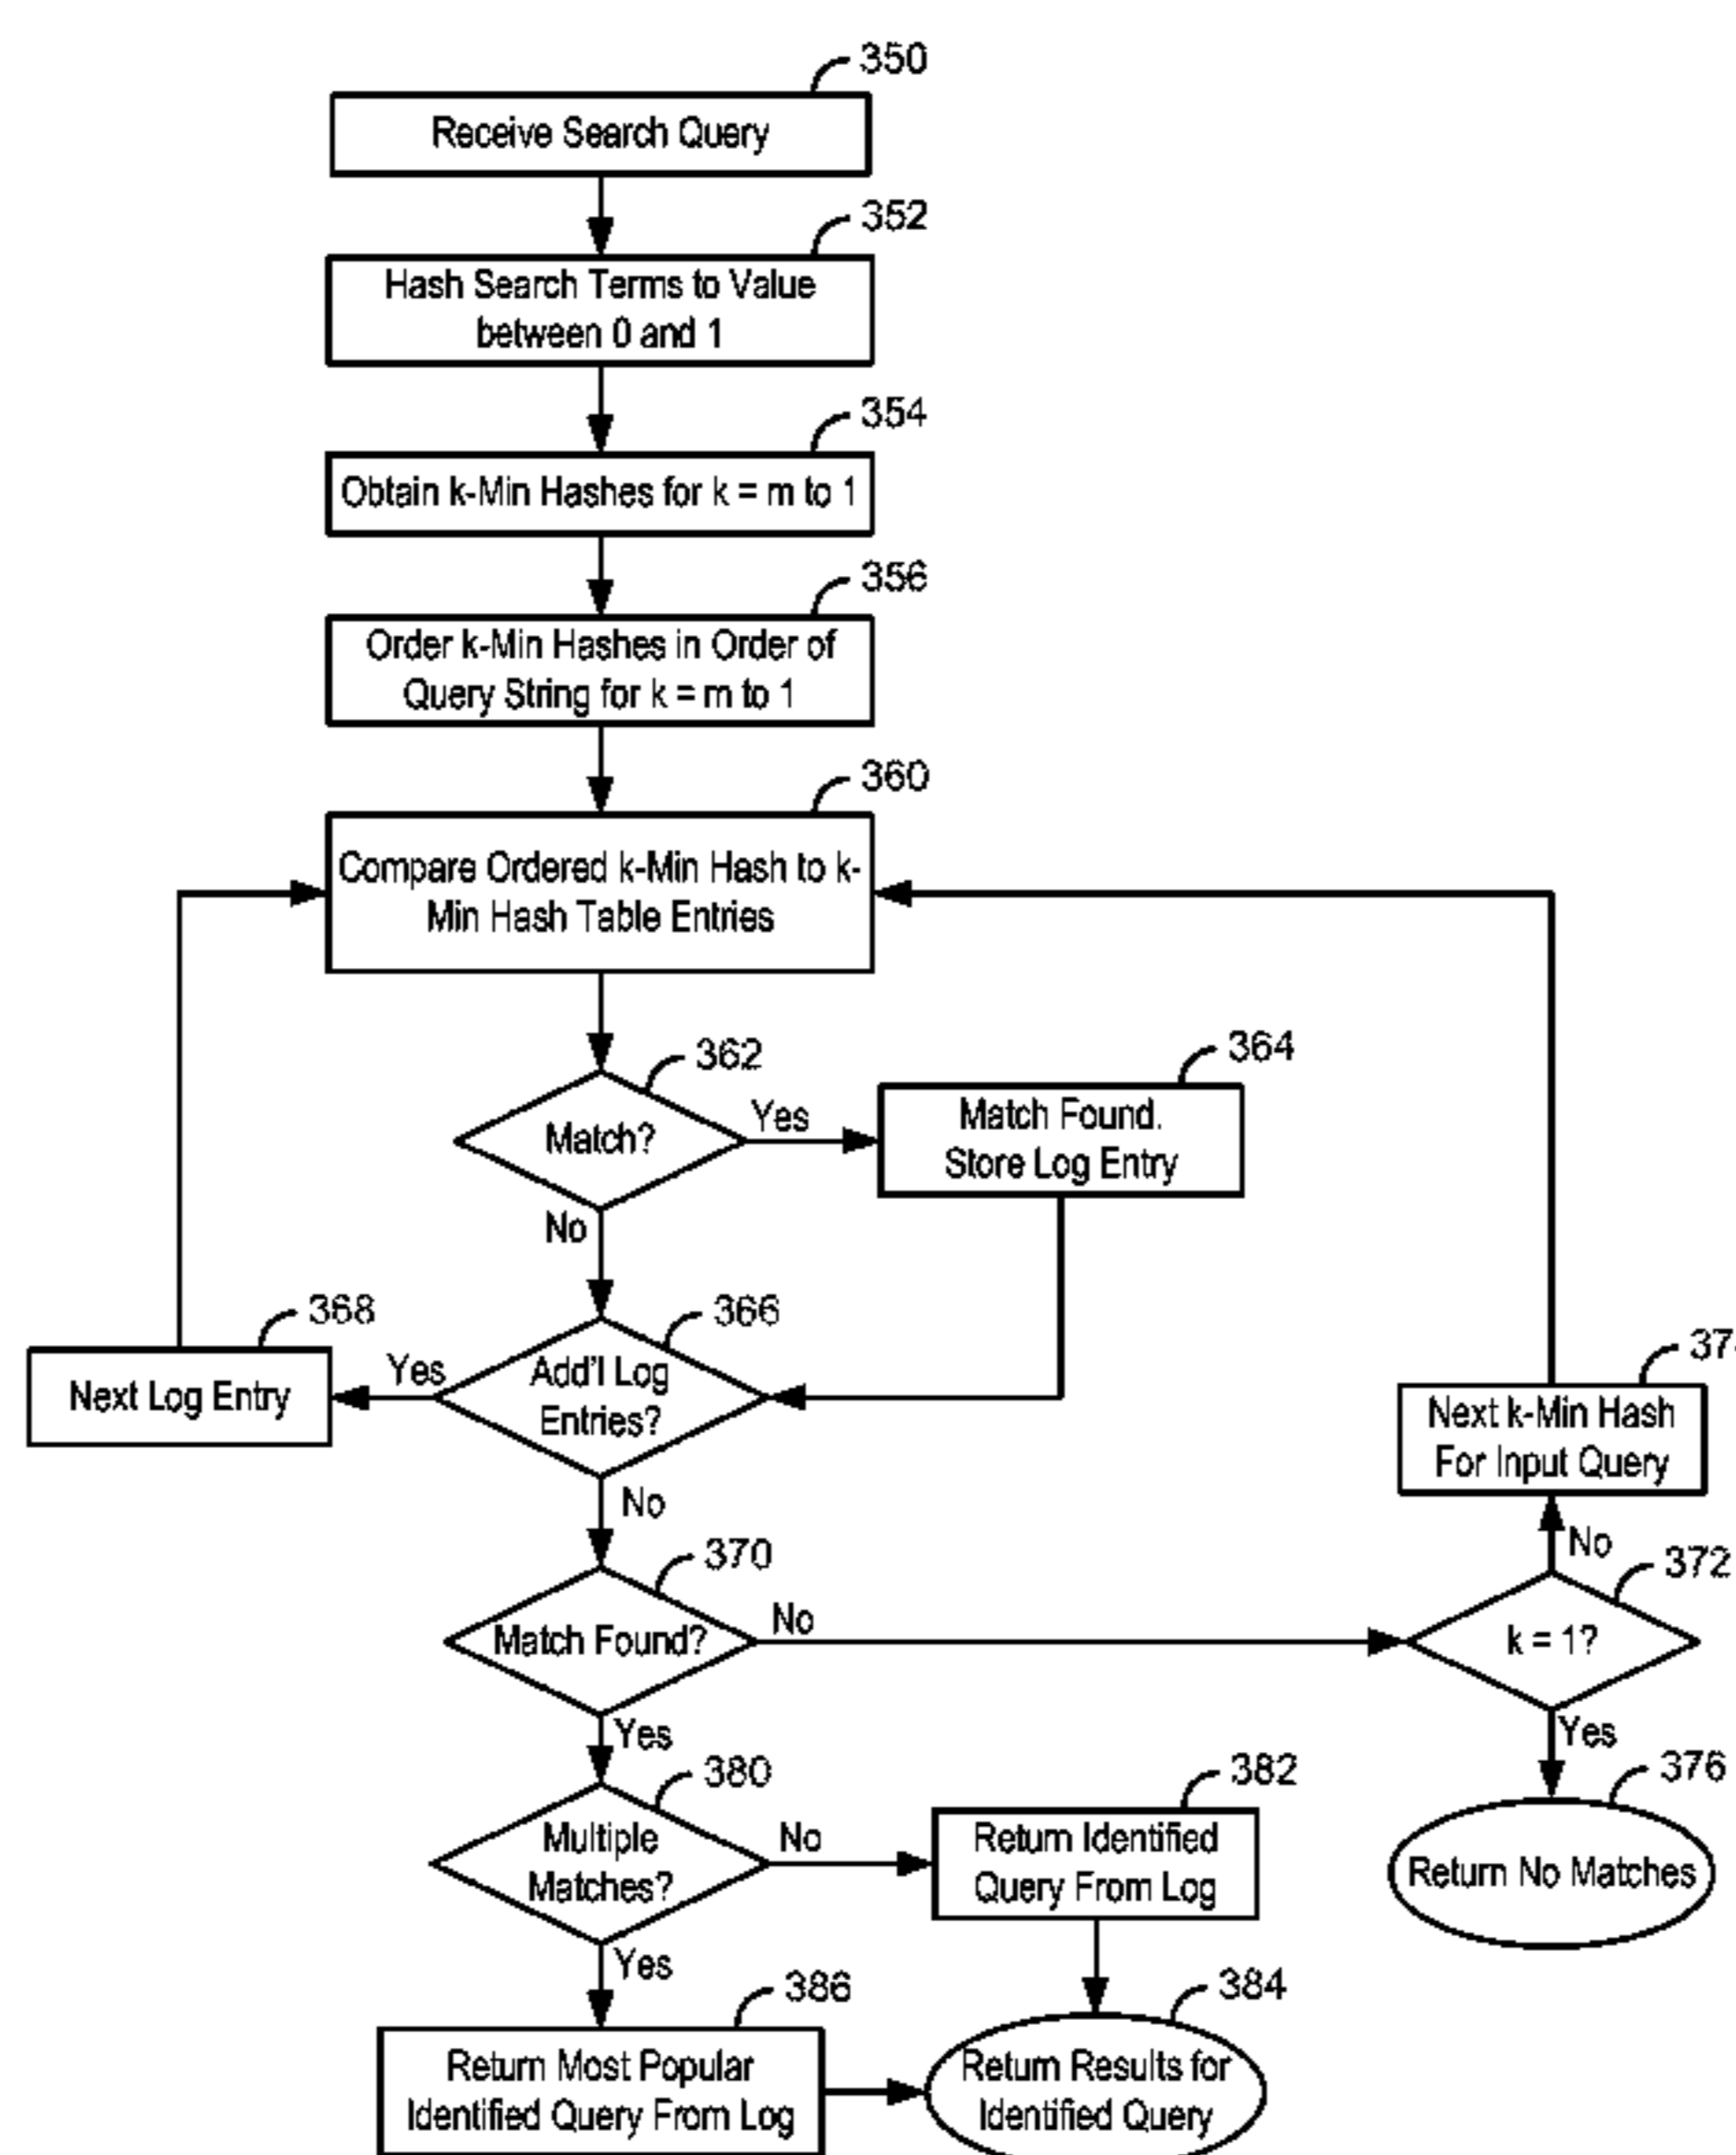 350
Receive Search Query
352
Hash Search Terms to Value
between 0 and 1
354
Obtain k-Min Hashes for k = m to 1
356
Order k-Min Hashes in Order of
Query String for k = m to 1
360
Compare Ordered k-Min Hash to k-
Min Hash Table Entries
362
Match?
Yes
364
Match Found.
Store Log Entry
No
366
Add'l Log
Entries?
Yes
368
Next Log Entry
No
370
Match Found?
No
372
k = 1?
No
Next k-Min Hash
For Input Query
Yes
376
Return No Matches
Yes
380
Multiple
Matches?
No
382
Return Identified
Query From Log
Yes
386
Return Most Popular
Identified Query From Log
384
Return Results for
Identified Query